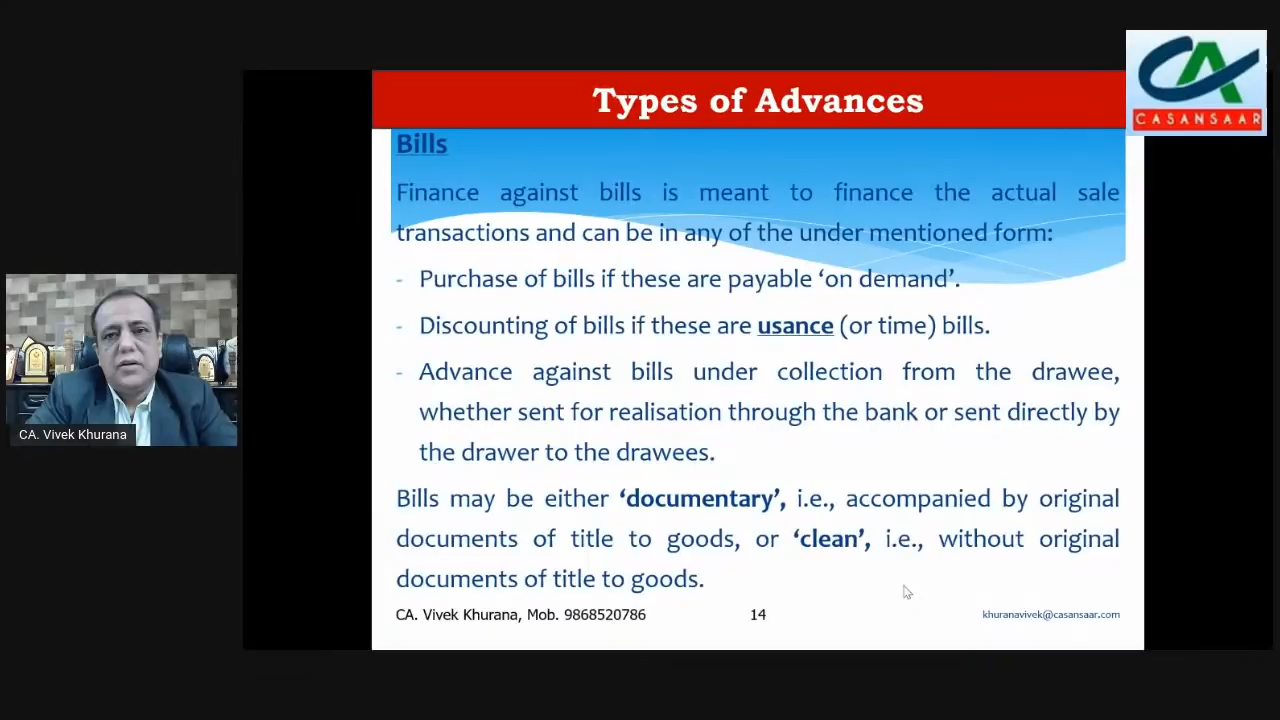 Types of Advances
CA
CASANSAAR
Bills
Finance against bills is meant to finance the actual sale
transactions and can be in any of the under mentioned form:
- Purchase of bills if these are payable ‘on demand’.
- Discounting of bills if these are usance (or time) bills.
- Advance against bills under collection from the drawee,
whether sent for realisation through the bank or sent directly by
the drawer to the drawees.
Bills may be either ‘documentary’, i.e., accompanied by original
documents of title to goods, or ‘clean’, i.e., without original
documents of title to goods.
CA. Vivek Khurana, Mob. 9868520786
14
khuranavivek@casansaar.com
CA. Vivek Khurana